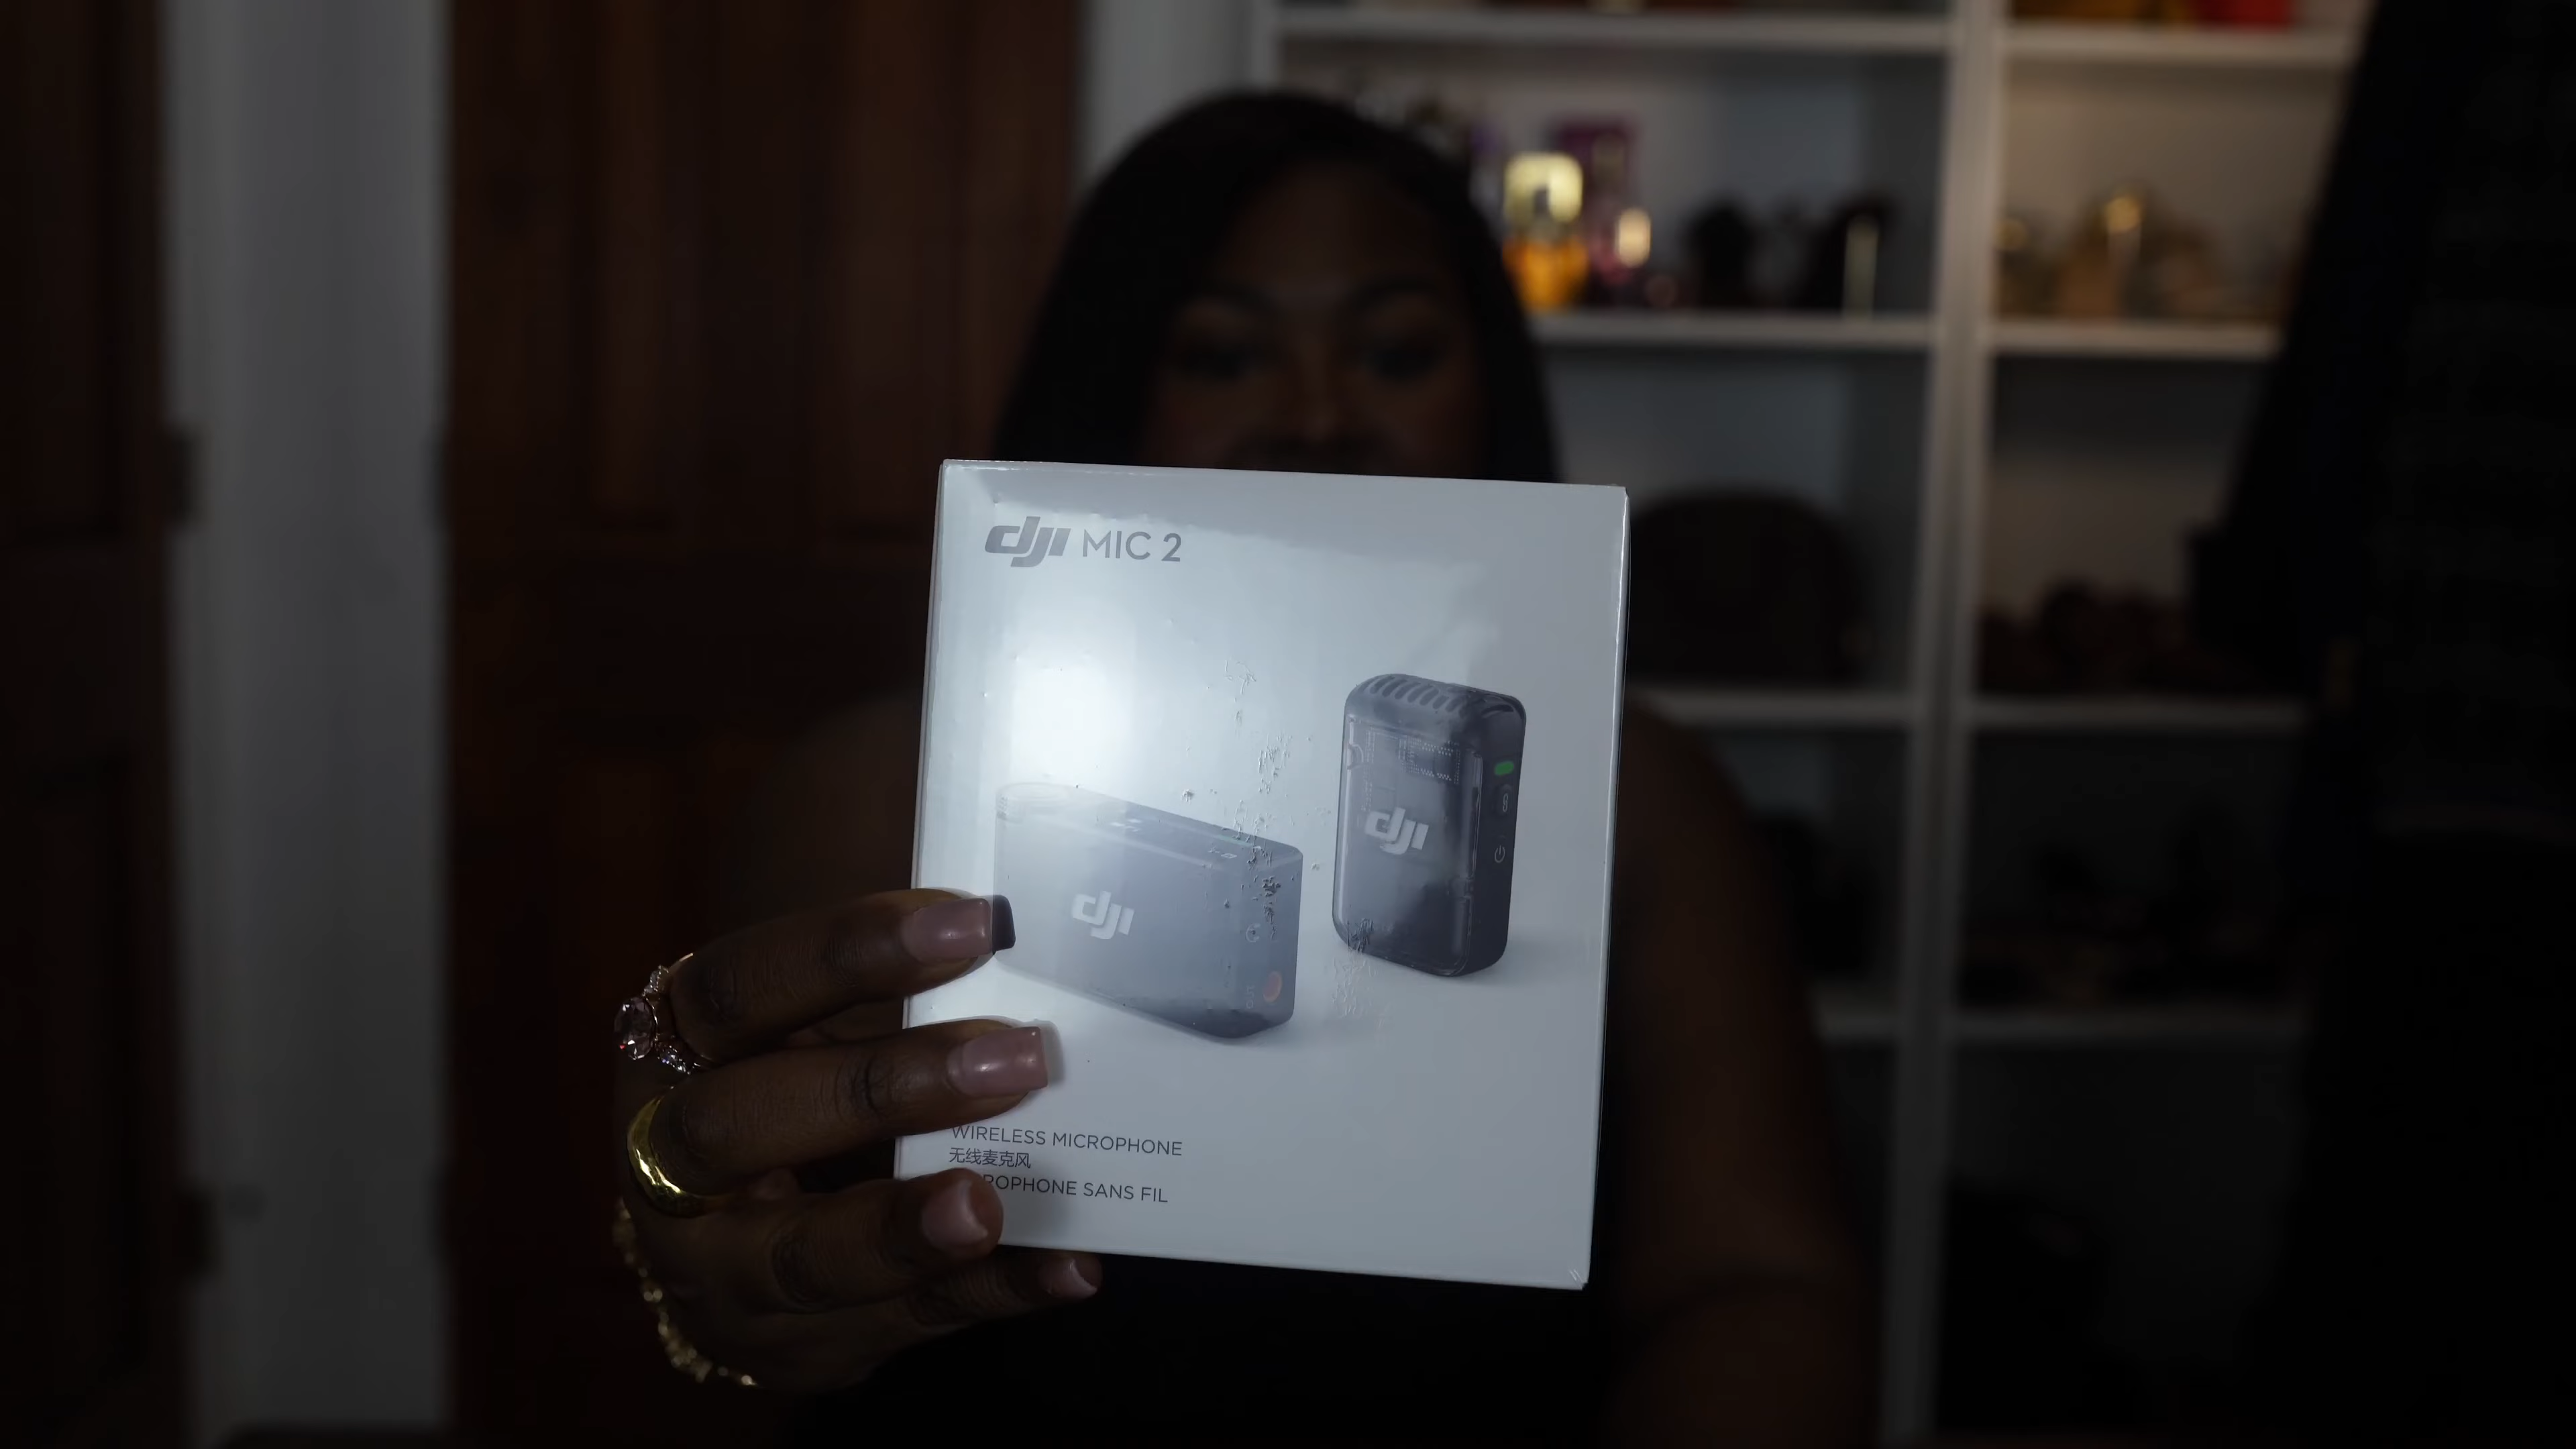 dji MIC 2
dji
dji
WIRELESS MICROPHONE
无线麦克风
ROPHONE SANS FIL